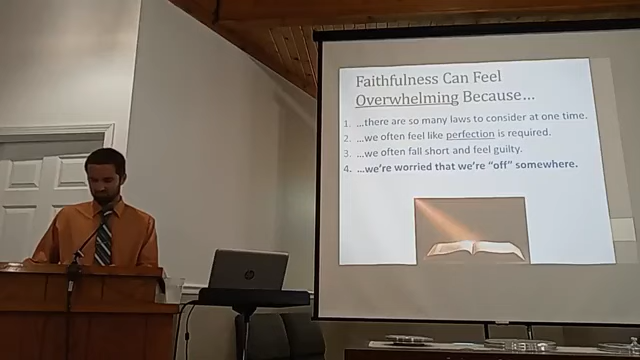 Faithfulness Can Feel
Overwhelming Because…
1. …there are so many laws to consider at one time.
2. …we often feel like perfection is required.
3. …we often fall short and feel guilty.
4. …we're worried that we're "off" somewhere.
hp